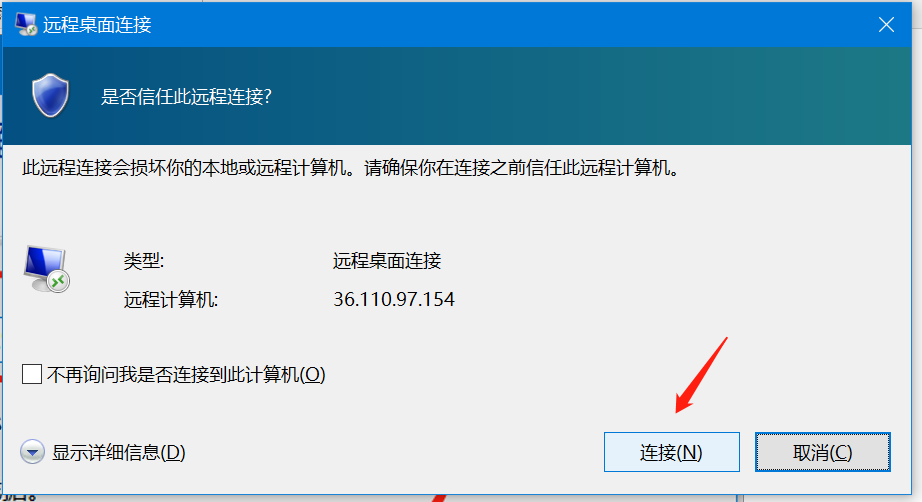 远程桌面连接
是否信任此远程连接?
此远程连接会损坏你的本地或远程计算机。请确保你在连接之前信任此远程计算机。
类型: 远程桌面连接
远程计算机: 36.110.97.154
不再询问我是否连接到此计算机(O)
显示详细信息(D) 连接(N) 取消(C)